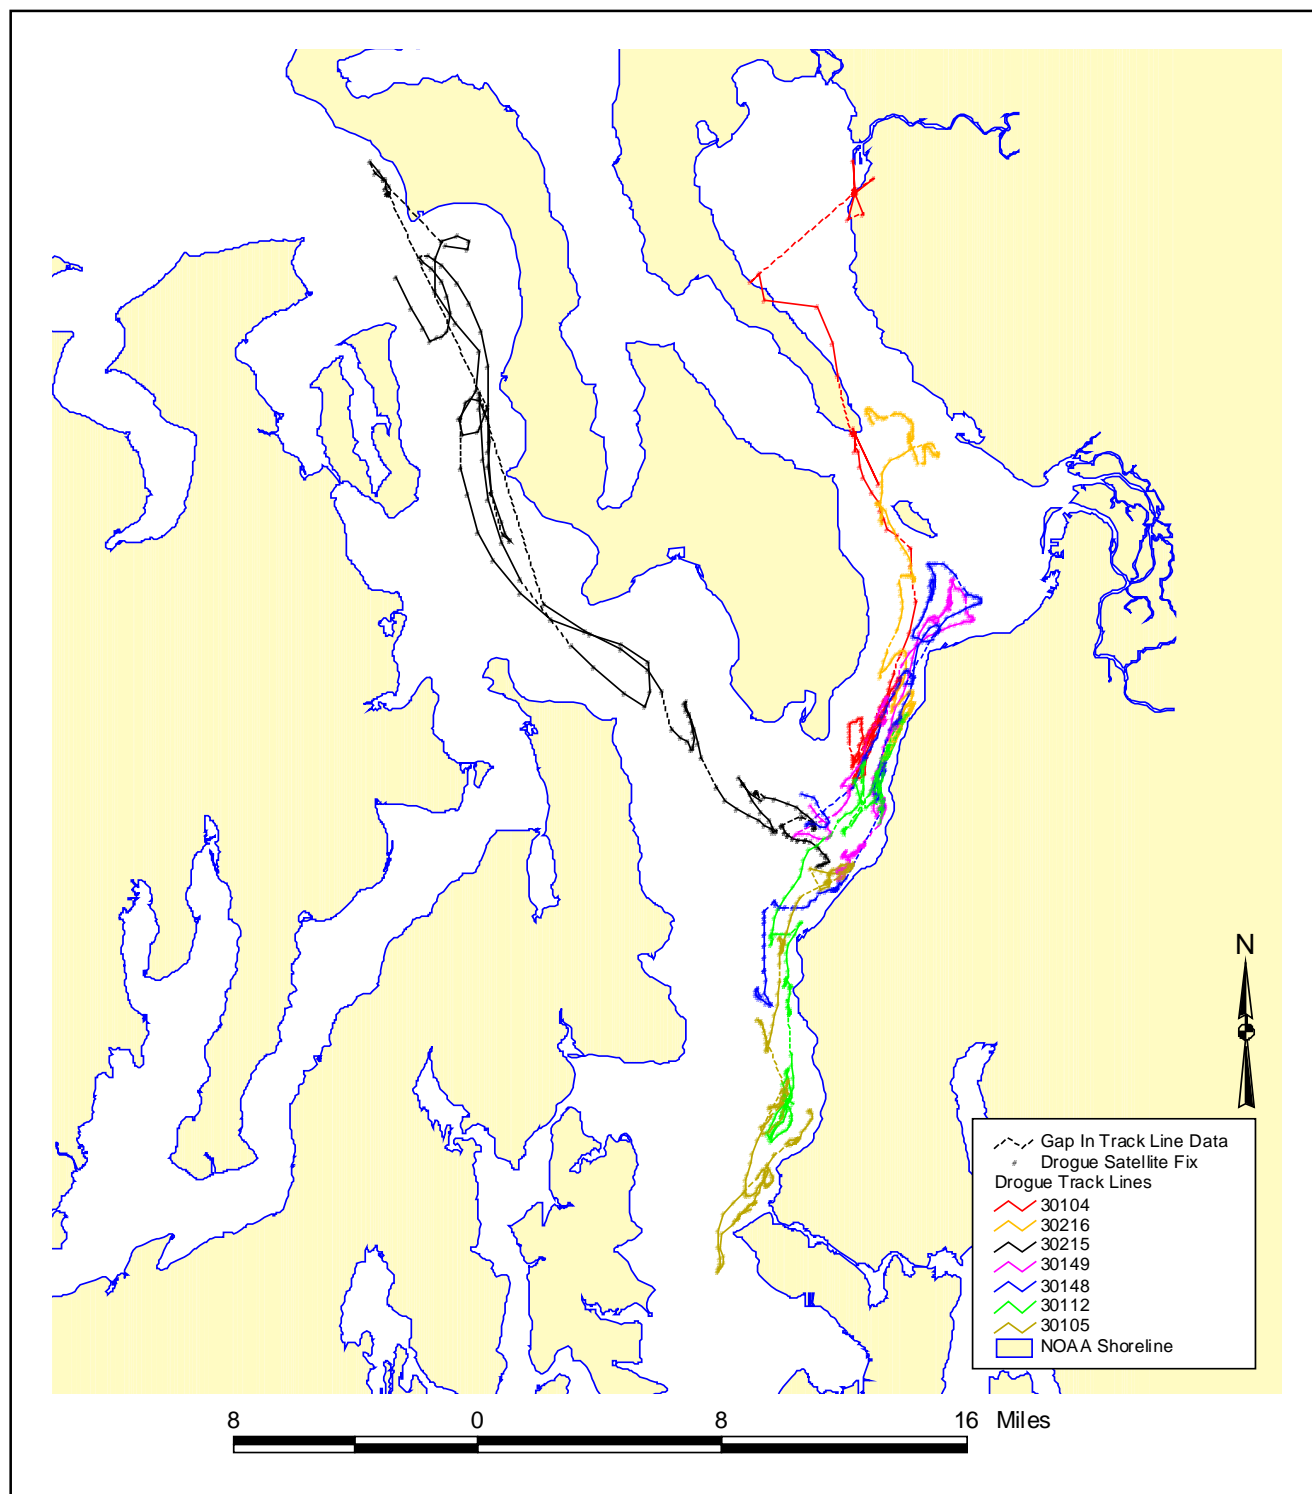 N
Gap In Track Line Data
Drogue Satellite Fix
Drogue Track Lines
30104
30216
30215
30149
30148
30112
30105
NOAA Shoreline
8 0 8 16 Miles